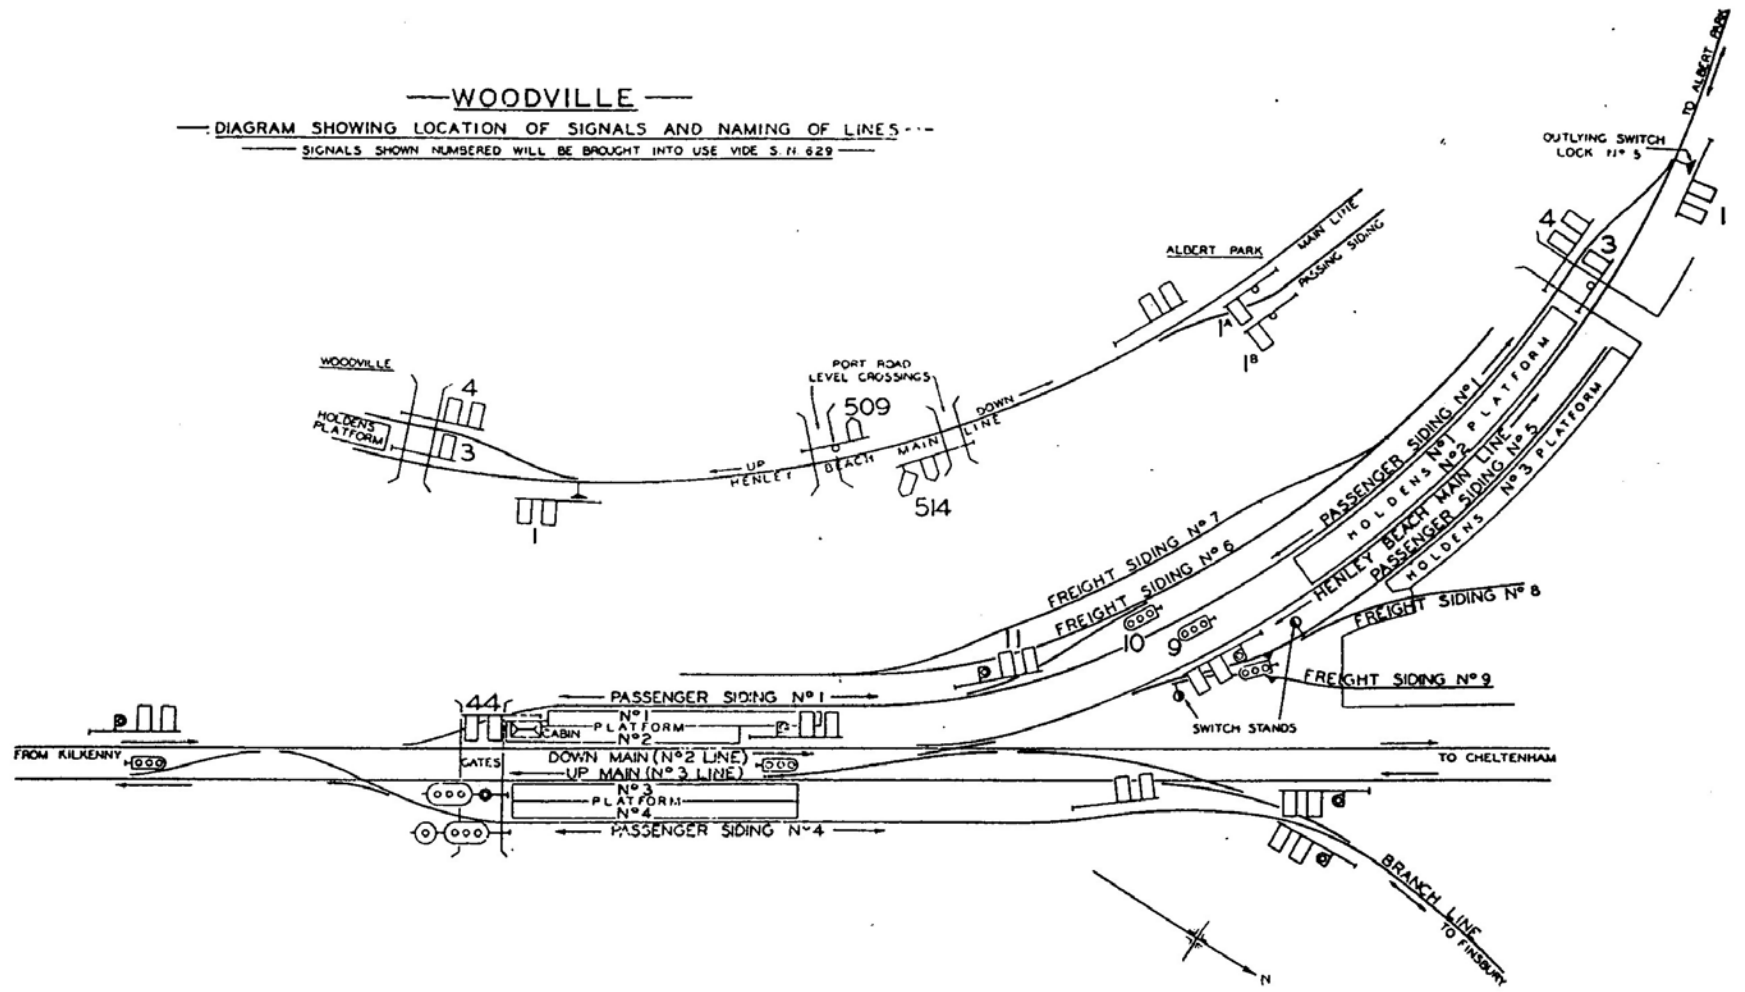 WOODVILLE
DIAGRAM SHOWING LOCATION OF SIGNALS AND NAMING OF LINES
SIGNALS SHOWN NUMBERED WILL BE BROUGHT INTO USE VIDE S.N. 629
TO ALBERT PARK
OUTLYING SWITCH
LOCK Nº 5
1
4
3
ALBERT PARK
MAIN LINE
PASSING SIDING
1A
1B
WOODVILLE
HOLDENS
PLATFORM
4
3
1
PORT ROAD
LEVEL CROSSINGS
509
514
UP
DOWN
HENLEY BEACH MAIN LINE
PASSENGER SIDING Nº 1
HOLDENS Nº 1 PLATFORM
Nº 2
HENLEY BEACH MAIN LINE
PASSENGER SIDING Nº 5
HOLDENS Nº 3 PLATFORM
FREIGHT SIDING Nº 7
FREIGHT SIDING Nº 6
FREIGHT SIDING Nº 8
FREIGHT SIDING Nº 9
11
10
9
SWITCH STANDS
PASSENGER SIDING Nº 1
44
Nº 1
PLATFORM
Nº 2
CABIN
GATES
FROM KILKENNY
DOWN MAIN (Nº 2 LINE)
UP MAIN (Nº 3 LINE)
TO CHELTENHAM
Nº 3
PLATFORM
Nº 4
PASSENGER SIDING Nº 4
BRANCH LINE
TO FINSBURY
N